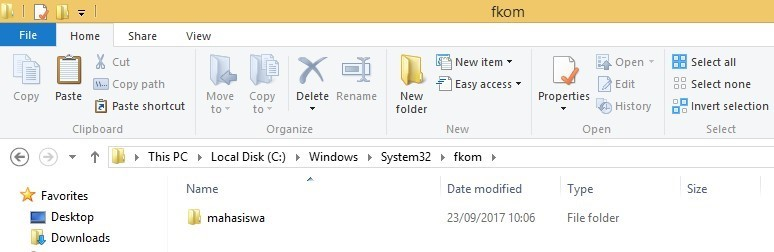 fkom
File Home Share View
Copy Paste Cut Copy path Paste shortcut
Move to Copy to Delete Rename New folder
New item Easy access
Properties Open Edit History
Select all Select none Invert selection
Clipboard Organize New Open Select
This PC Local Disk (C:) Windows System32 fkom
Favorites
Desktop
Downloads
Name Date modified Type Size
mahasiswa 23/09/2017 10:06 File folder